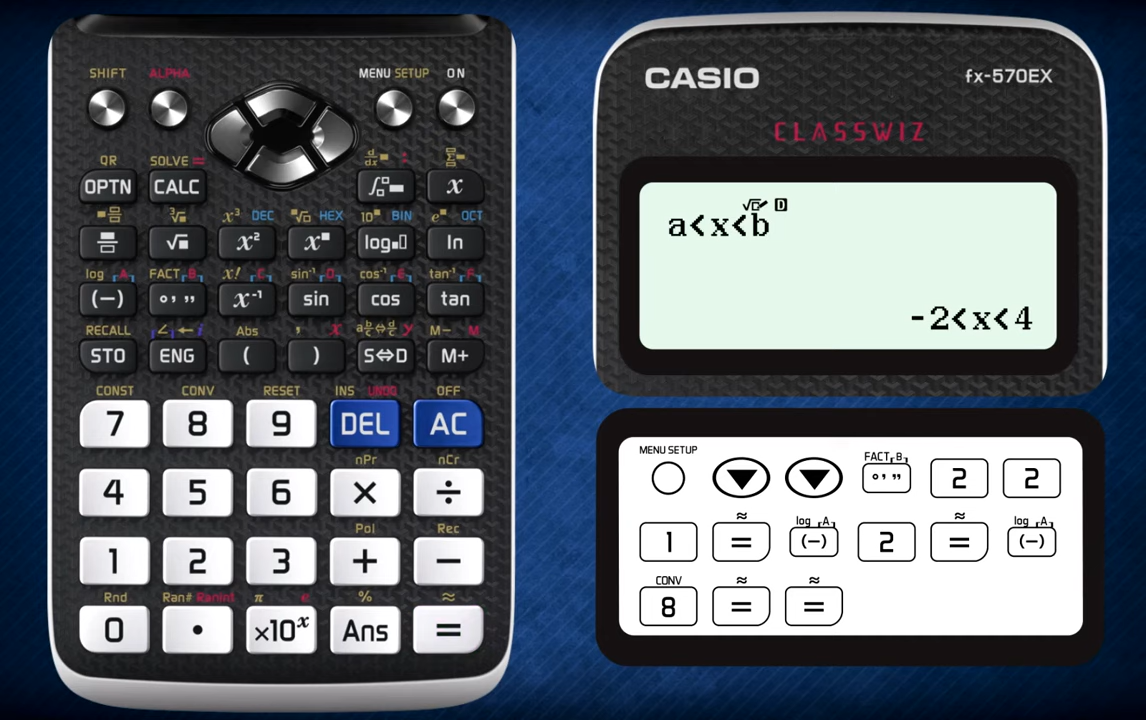 SHIFT ALPHA MENU SETUP ON
QR SOLVE = d/dx■ : Σ■
OPTN CALC ∫■ x
■■/■ ³√■ x³ DEC ■√□ HEX 10■ BIN e■ OCT
■/■ √■ x² x■ log■□ ln
log A FACT B x! C sin⁻¹ D cos⁻¹ E tan⁻¹ F
(−) °’” x⁻¹ sin cos tan
RECALL ∠ ← i Abs , x a b/c⇔d/c y M− M
STO ENG ( ) S⇔D M+
CONST CONV RESET INS UNDO OFF
7 8 9 DEL AC
nPr nCr
4 5 6 × ÷
Pol Rec
1 2 3 + −
Rnd Ran# RanInt π e % ≈
0 • ×10ˣ Ans =
CASIO fx-570EX
CLASSWIZ
√□⁄ D
a<x<b
-2<x<4
MENU SETUP FACT B
▼ ▼ °’” 2 2
≈ log A ≈ log A
1 = (−) 2 = (−)
CONV ≈ ≈
8 = =